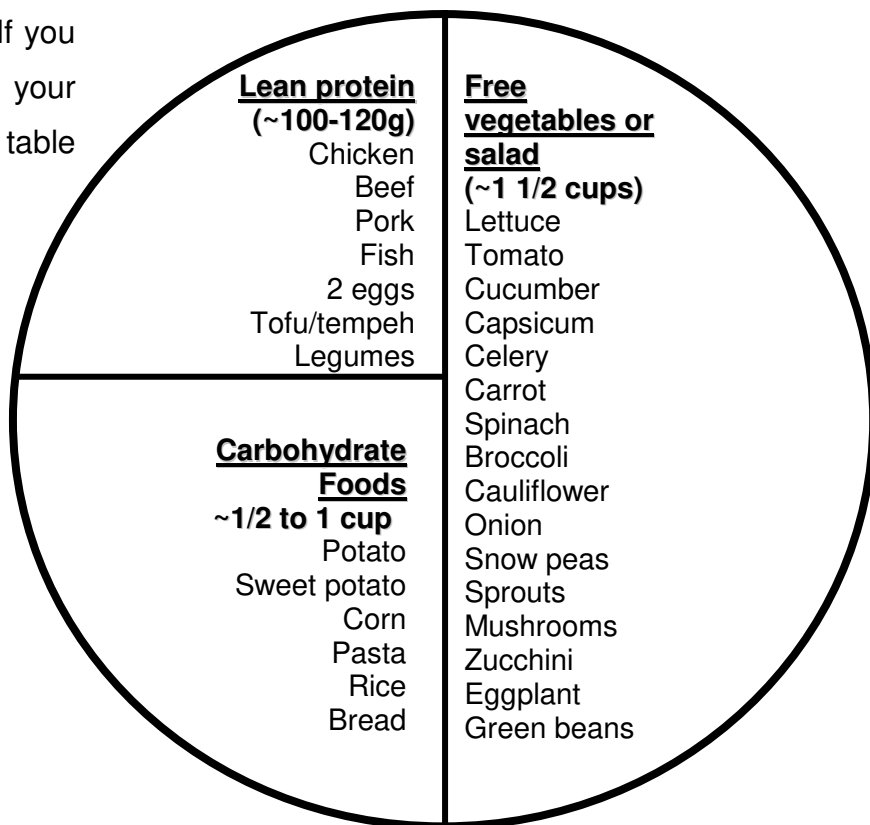 If you
your
table
Lean protein
(~100-120g)
Chicken
Beef
Pork
Fish
2 eggs
Tofu/tempeh
Legumes
Carbohydrate
Foods
~1/2 to 1 cup
Potato
Sweet potato
Corn
Pasta
Rice
Bread
Free
vegetables or
salad
(~1 1/2 cups)
Lettuce
Tomato
Cucumber
Capsicum
Celery
Carrot
Spinach
Broccoli
Cauliflower
Onion
Snow peas
Sprouts
Mushrooms
Zucchini
Eggplant
Green beans